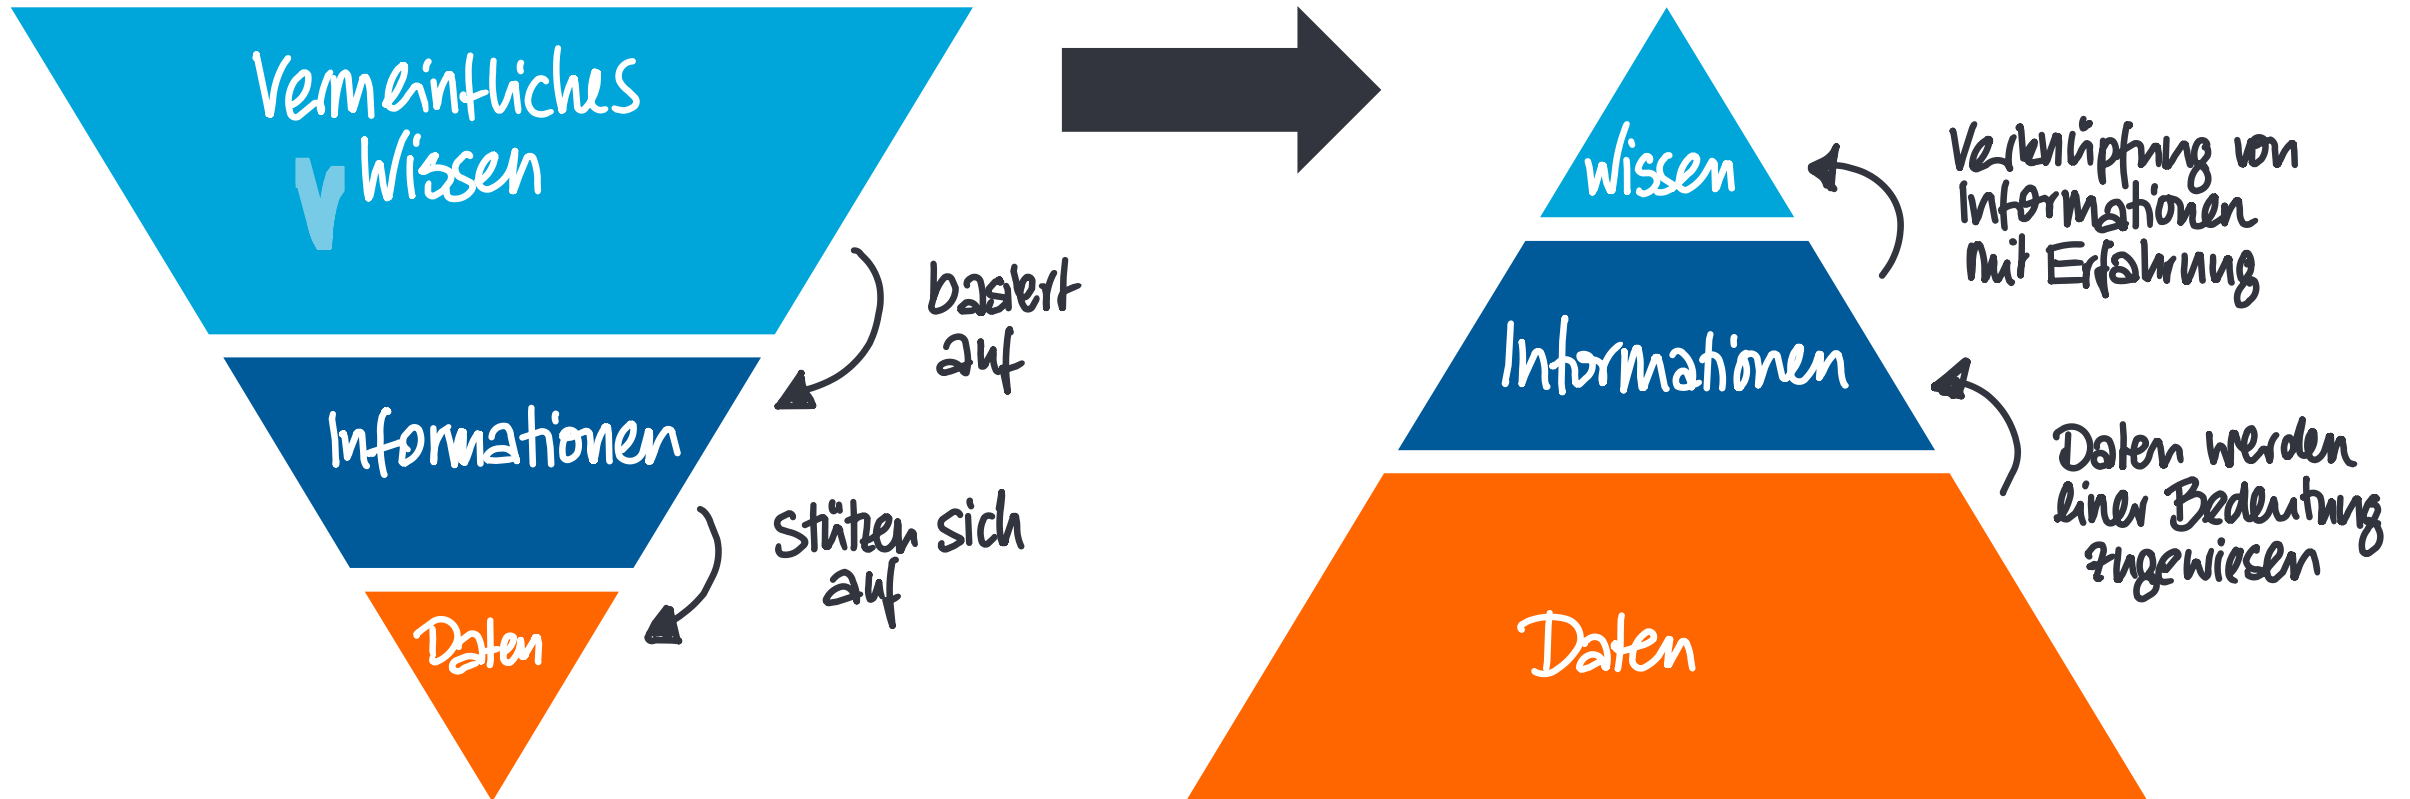 Vermeintliches
V Wissen
basiert
auf
Informationen
stützen sich
auf
Daten
Wissen
Verknüpfung von
Informationen
mit Erfahrung
Informationen
Daten werden
einer Bedeutung
zugewiesen
Daten